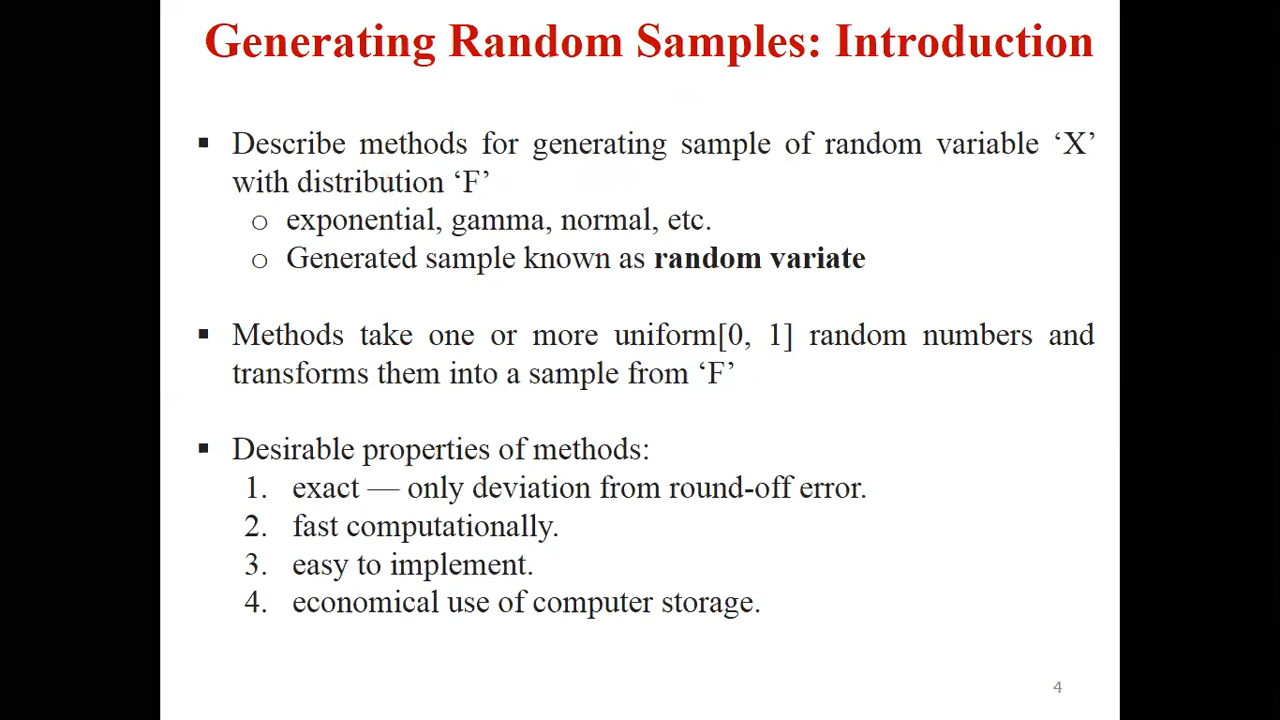 Generating Random Samples: Introduction
▪ Describe methods for generating sample of random variable ‘X’
with distribution ‘F’
o exponential, gamma, normal, etc.
o Generated sample known as random variate
▪ Methods take one or more uniform[0, 1] random numbers and
transforms them into a sample from ‘F’
▪ Desirable properties of methods:
1. exact — only deviation from round-off error.
2. fast computationally.
3. easy to implement.
4. economical use of computer storage.
4